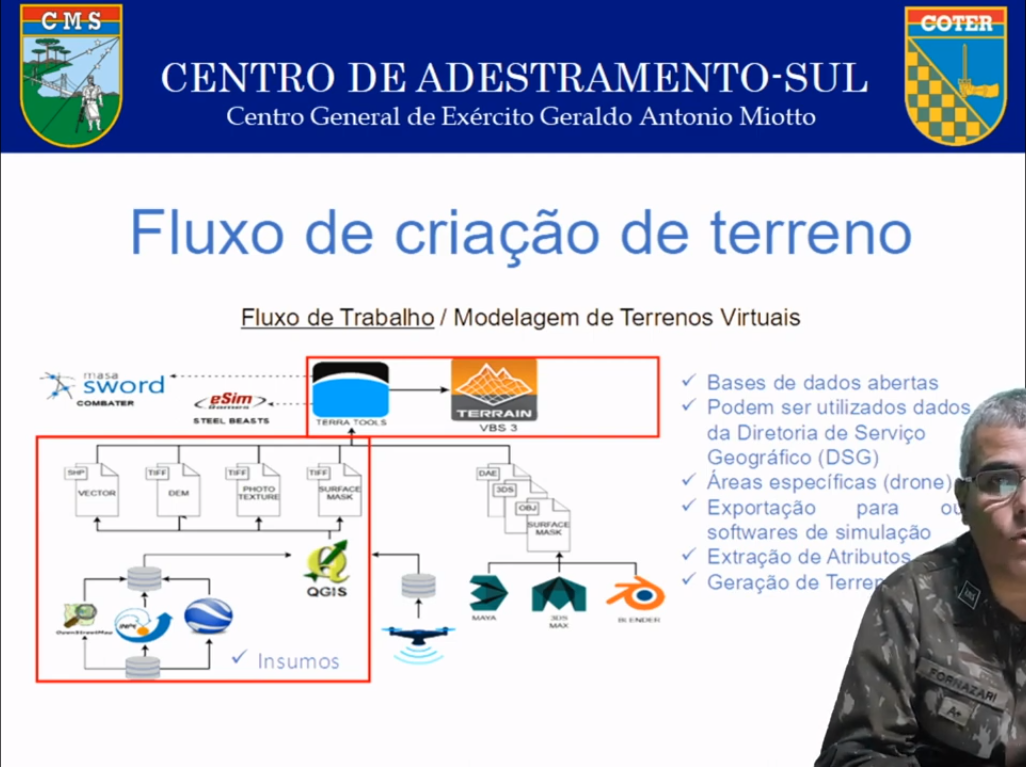 CMS
COTER
CENTRO DE ADESTRAMENTO-SUL
Centro General de Exército Geraldo Antonio Miotto
Fluxo de criação de terreno
Fluxo de Trabalho / Modelagem de Terrenos Virtuais
masa
sword
COMBATER
eSim
Games
STEEL BEASTS
TERRA TOOLS
TERRAIN
VBS 3
SHP
VECTOR
TIFF
DEM
TIFF
PHOTO
TEXTURE
TIFF
SURFACE
MASK
DAE
3DS
OBJ
SURFACE
MASK
QGIS
OpenStreetMap
MAYA
3DS
MAX
BLENDER
✓ Insumos
✓ Bases de dados abertas
✓ Podem ser utilizados dados
da Diretoria de Serviço
Geográfico (DSG)
✓ Áreas específicas (drone)
✓ Exportação para ou
softwares de simulação
✓ Extração de Atributos
✓ Geração de Terren
FORNAZARI
A+